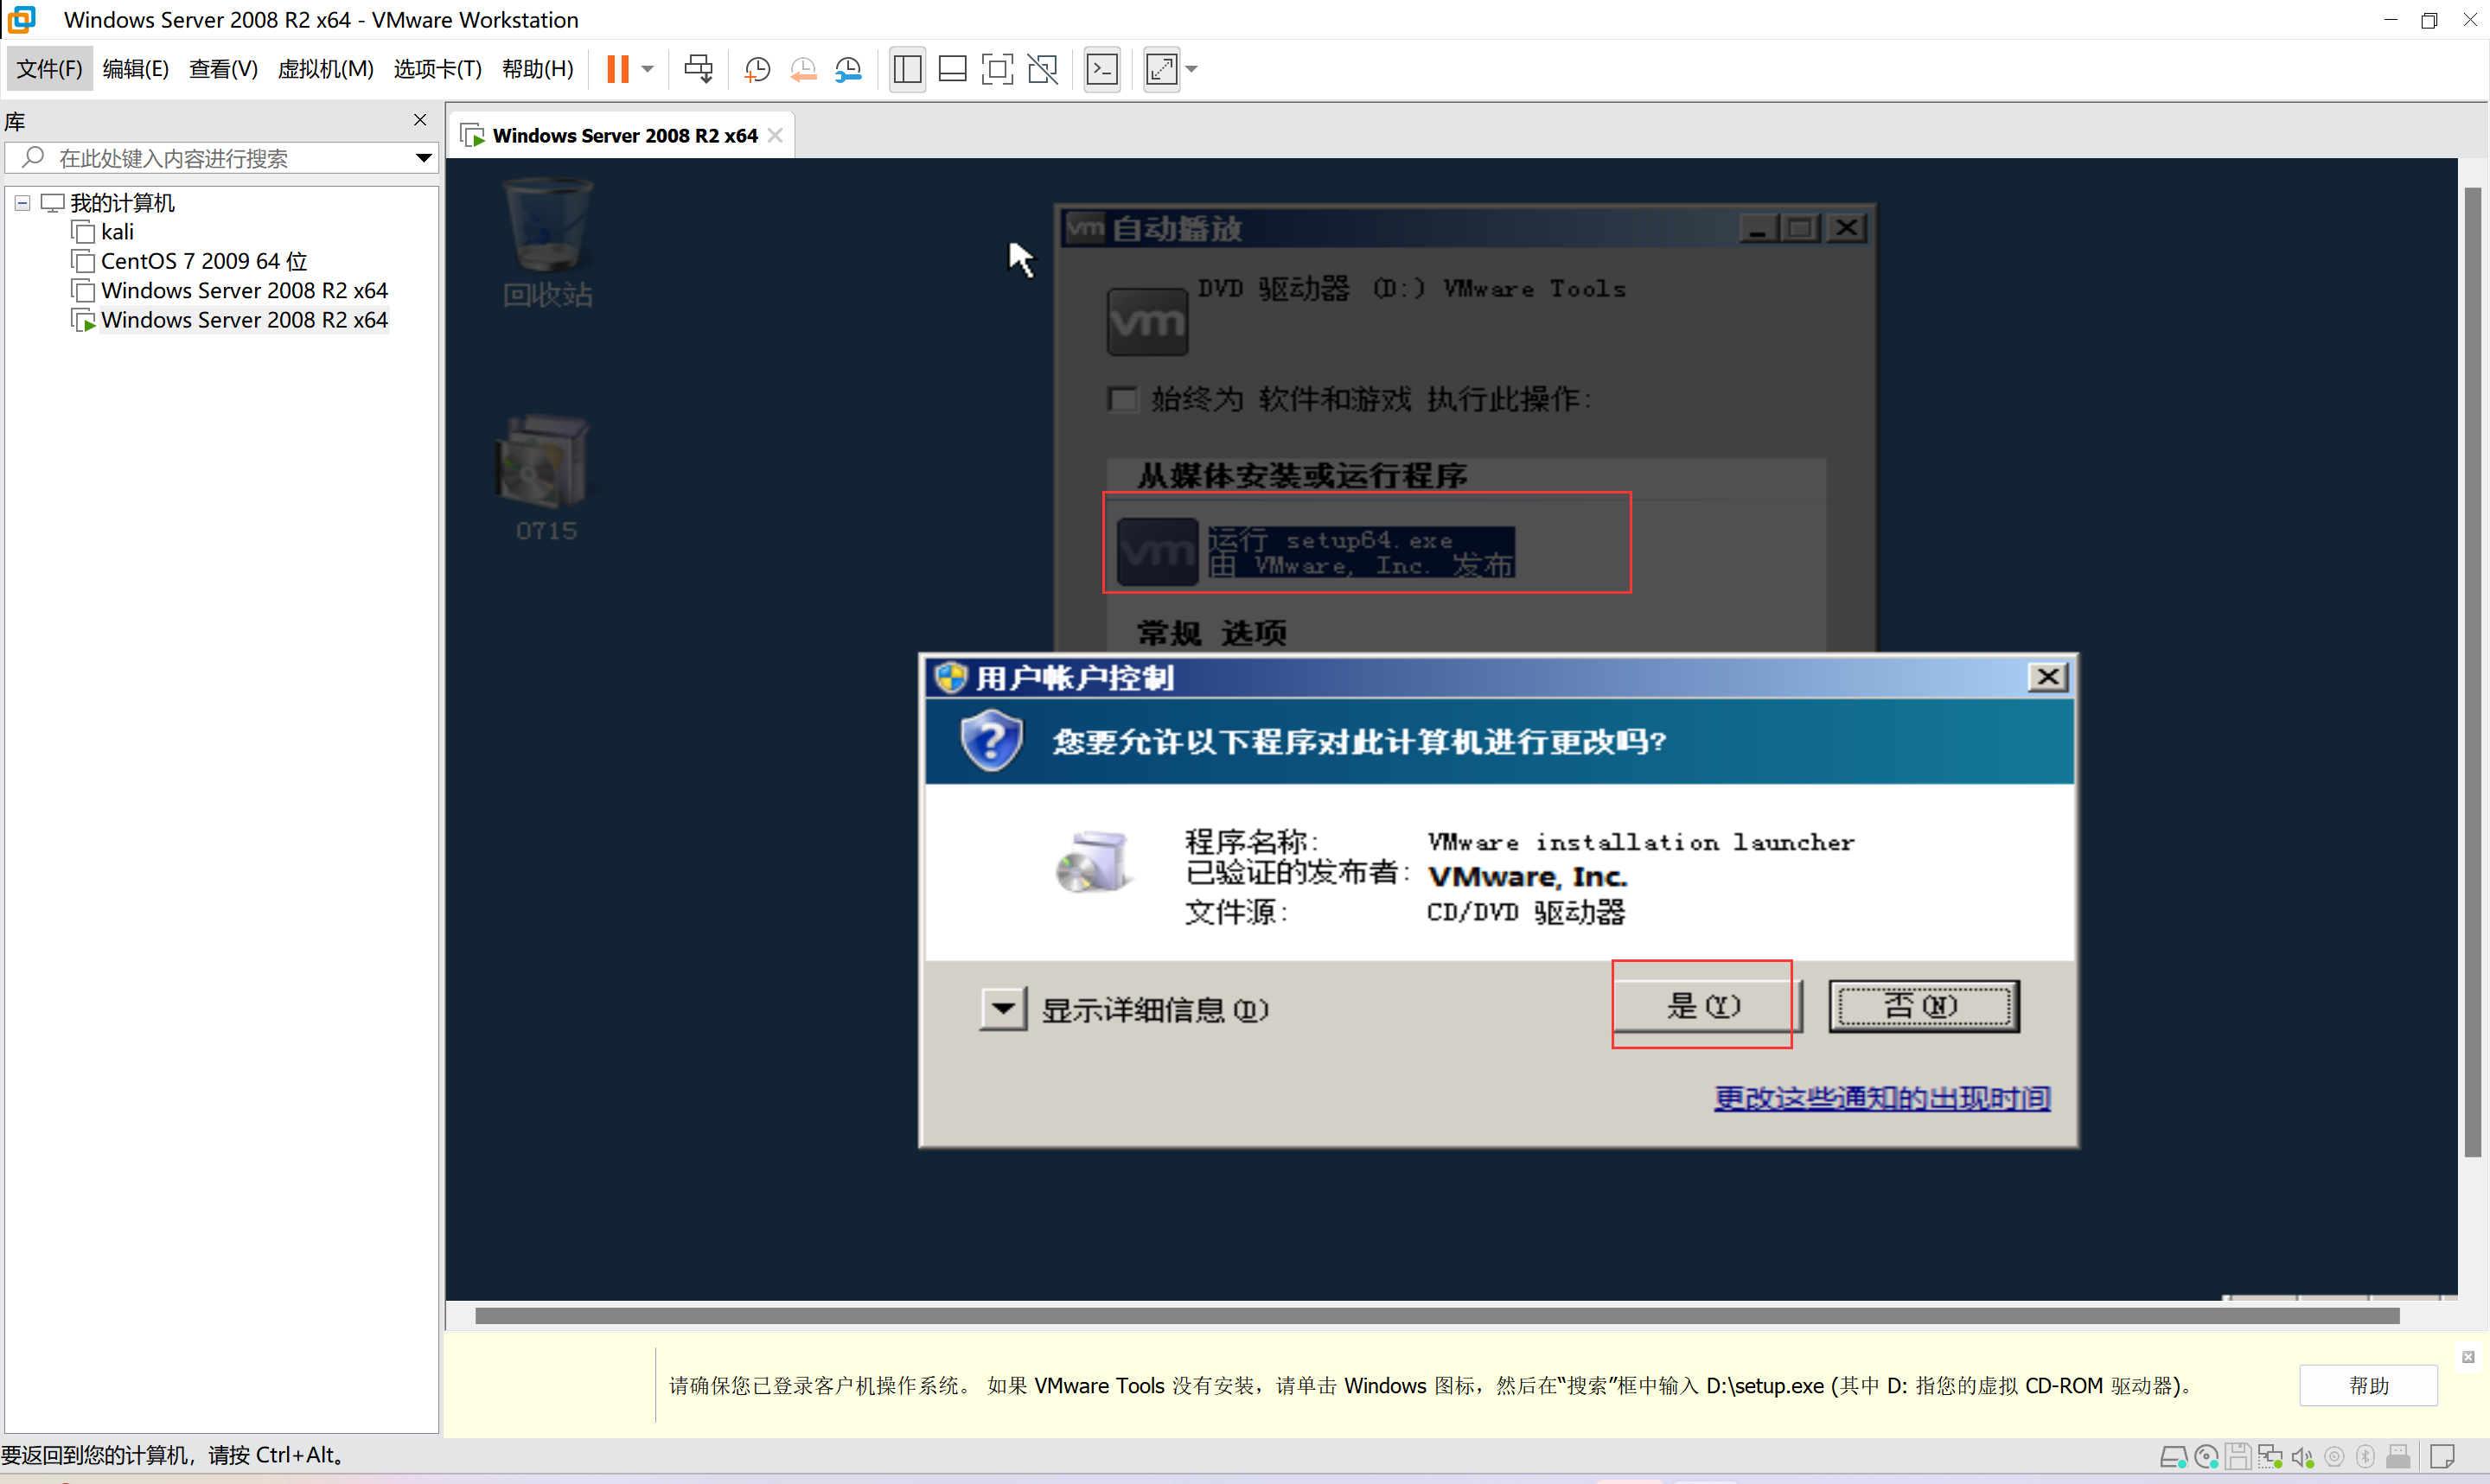 Windows Server 2008 R2 x64 - VMware Workstation
文件(F) 编辑(E) 查看(V) 虚拟机(M) 选项卡(T) 帮助(H)
库
在此处键入内容进行搜索
我的计算机
kali
CentOS 7 2009 64 位
Windows Server 2008 R2 x64
Windows Server 2008 R2 x64
Windows Server 2008 R2 x64
回收站
0715
vm 自动播放
vm
DVD 驱动器 (D:) VMware Tools
始终为 软件和游戏 执行此操作:
从媒体安装或运行程序
vm
运行 setup64.exe
由 VMware, Inc. 发布
常规 选项
用户帐户控制
您要允许以下程序对此计算机进行更改吗?
程序名称: VMware installation launcher
已验证的发布者: VMware, Inc.
文件源: CD/DVD 驱动器
显示详细信息(D)
是(Y)
否(N)
更改这些通知的出现时间
请确保您已登录客户机操作系统。 如果 VMware Tools 没有安装，请单击 Windows 图标，然后在“搜索”框中输入 D:\setup.exe (其中 D: 指您的虚拟 CD-ROM 驱动器)。
帮助
要返回到您的计算机，请按 Ctrl+Alt。